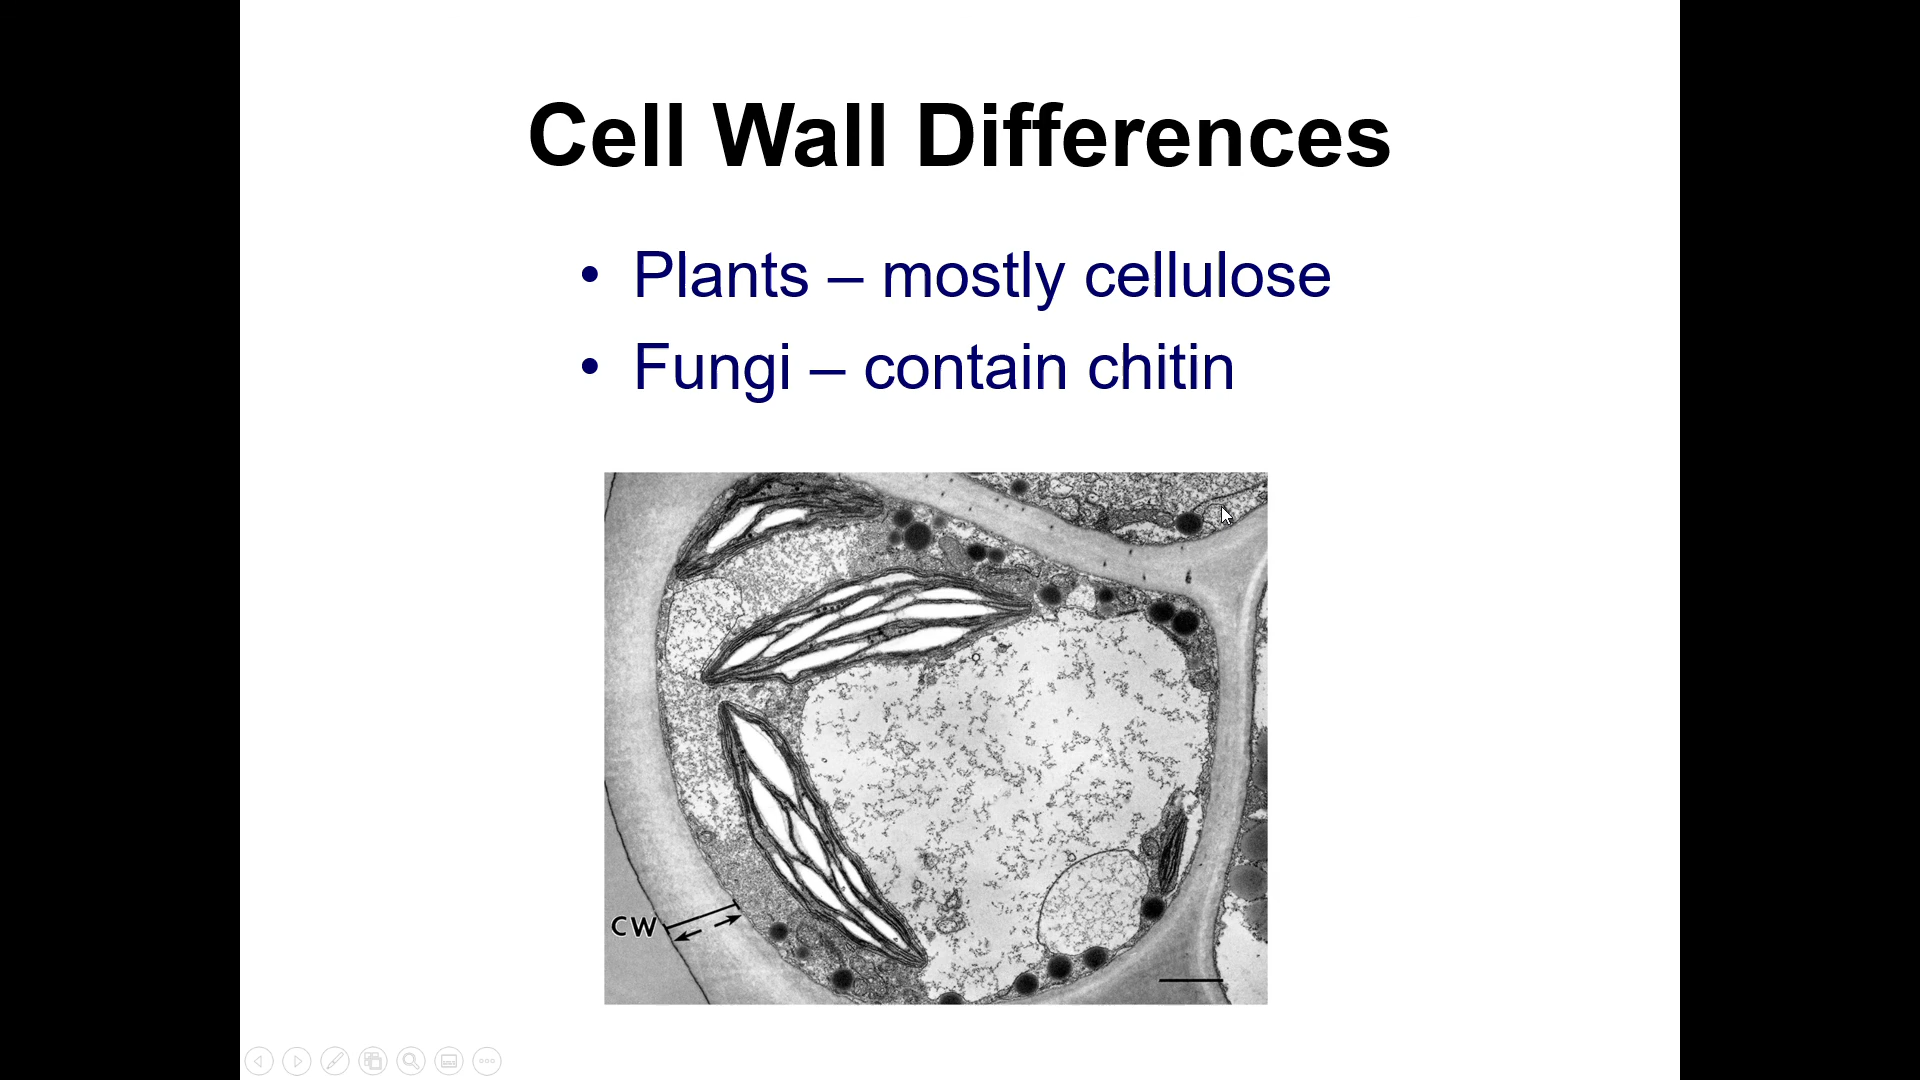 Cell Wall Differences
• Plants – mostly cellulose
• Fungi – contain chitin
CW